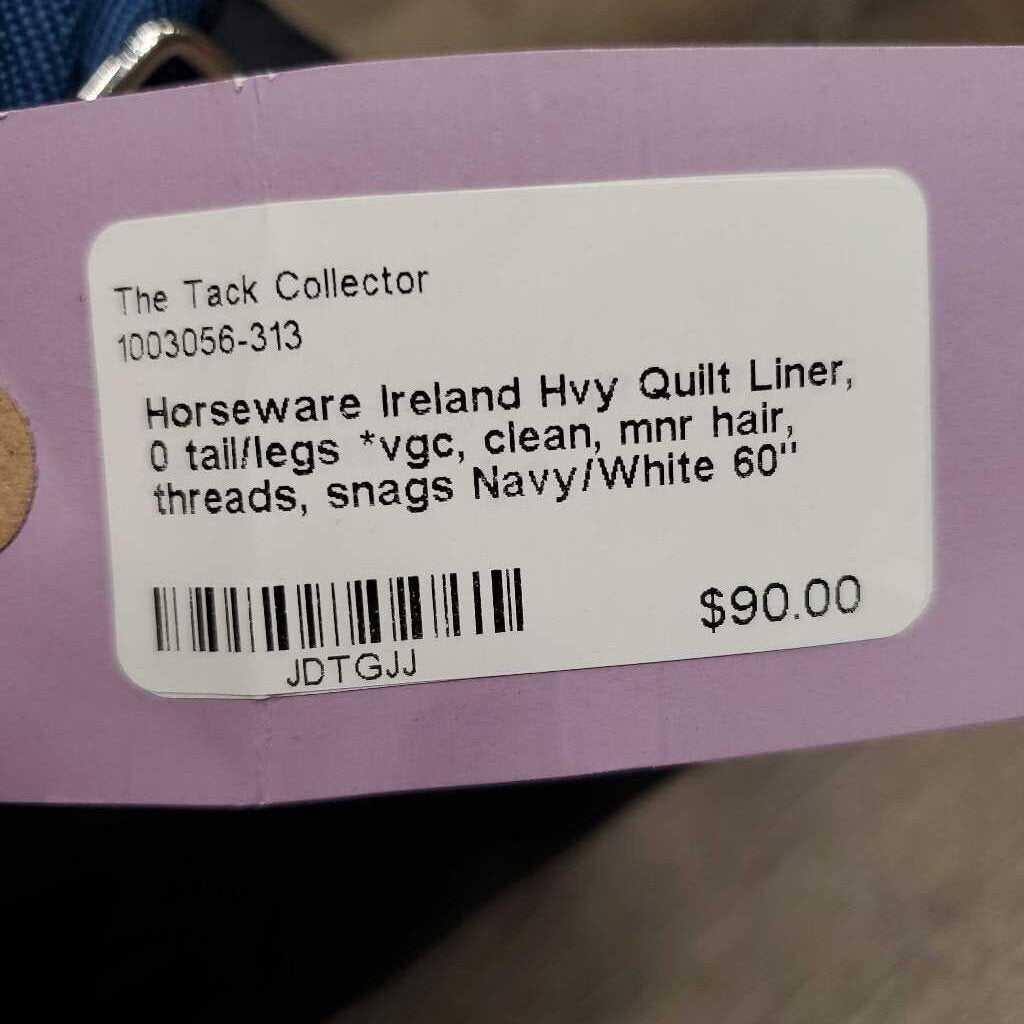 The Tack Collector
1003056-313
Horseware Ireland Hvy Quilt Liner,
0 tail/legs *vgc, clean, mnr hair,
threads, snags Navy/White 60"
$90.00
JDTGJJ